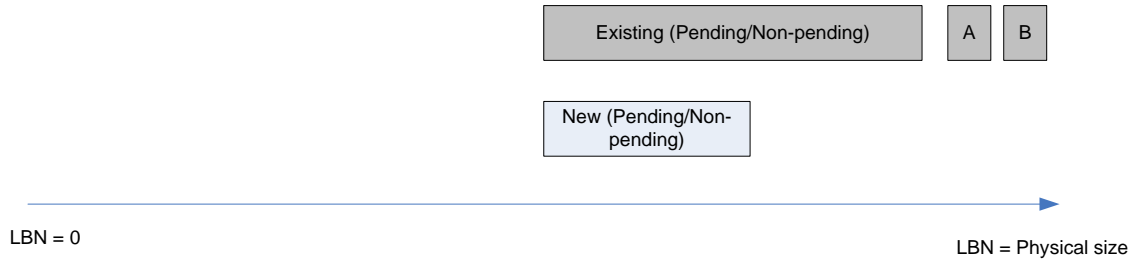 Existing (Pending/Non-pending)
A
B
New (Pending/Non-
pending)
LBN = 0
LBN = Physical size